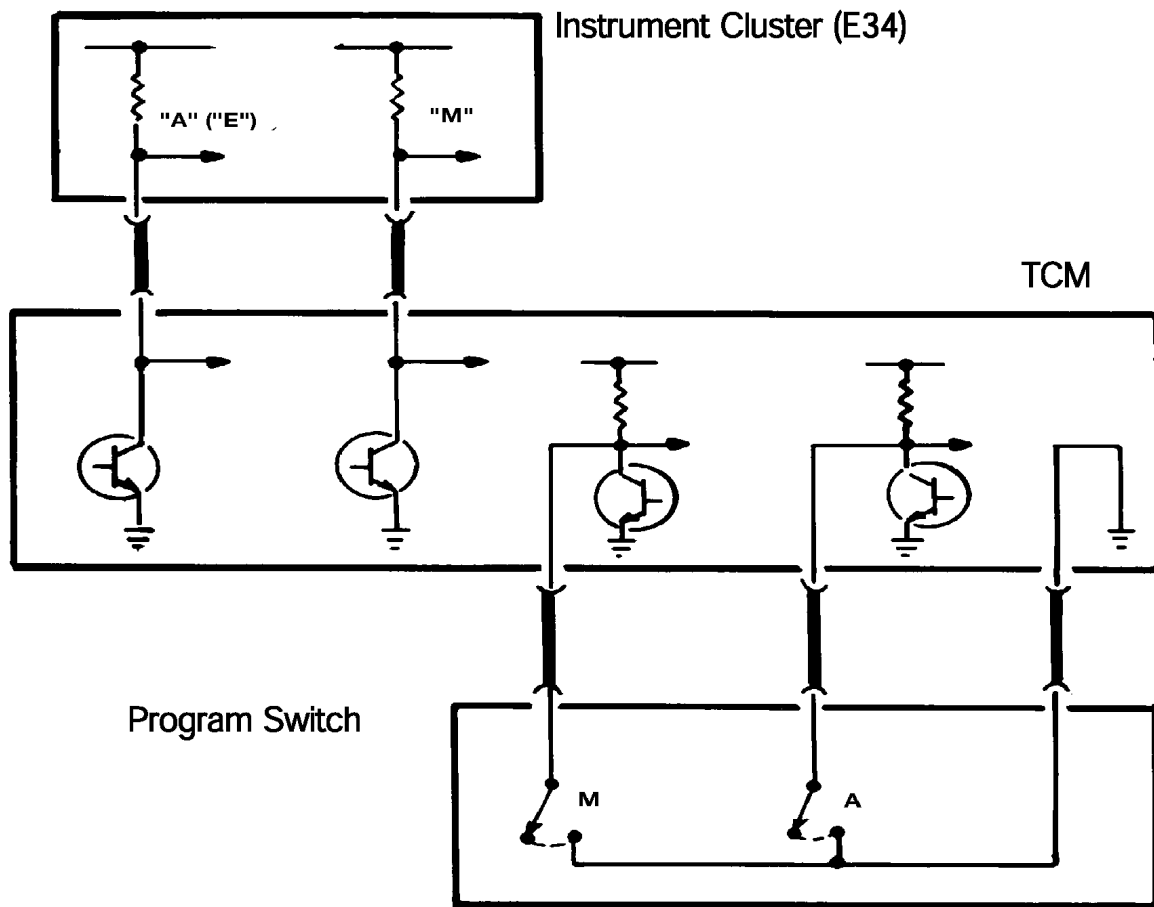 Instrument Cluster (E34)
"A" ("E")
"M"
TCM
Program Switch
M
A